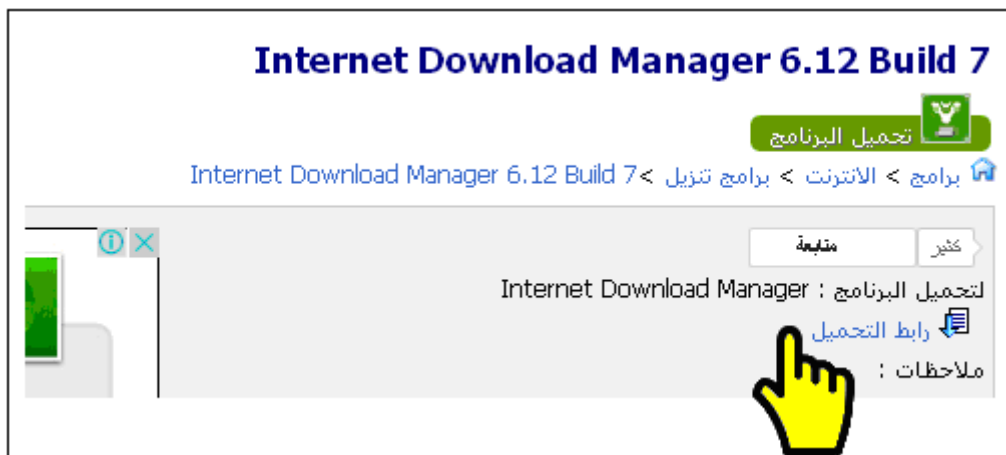 Internet Download Manager 6.12 Build 7
تحميل البرنامج
برامج > الانترنت > برامج تنزيل > Internet Download Manager 6.12 Build 7
كثير متابعة
لتحميل البرنامج : Internet Download Manager
رابط التحميل
ملاحظات :